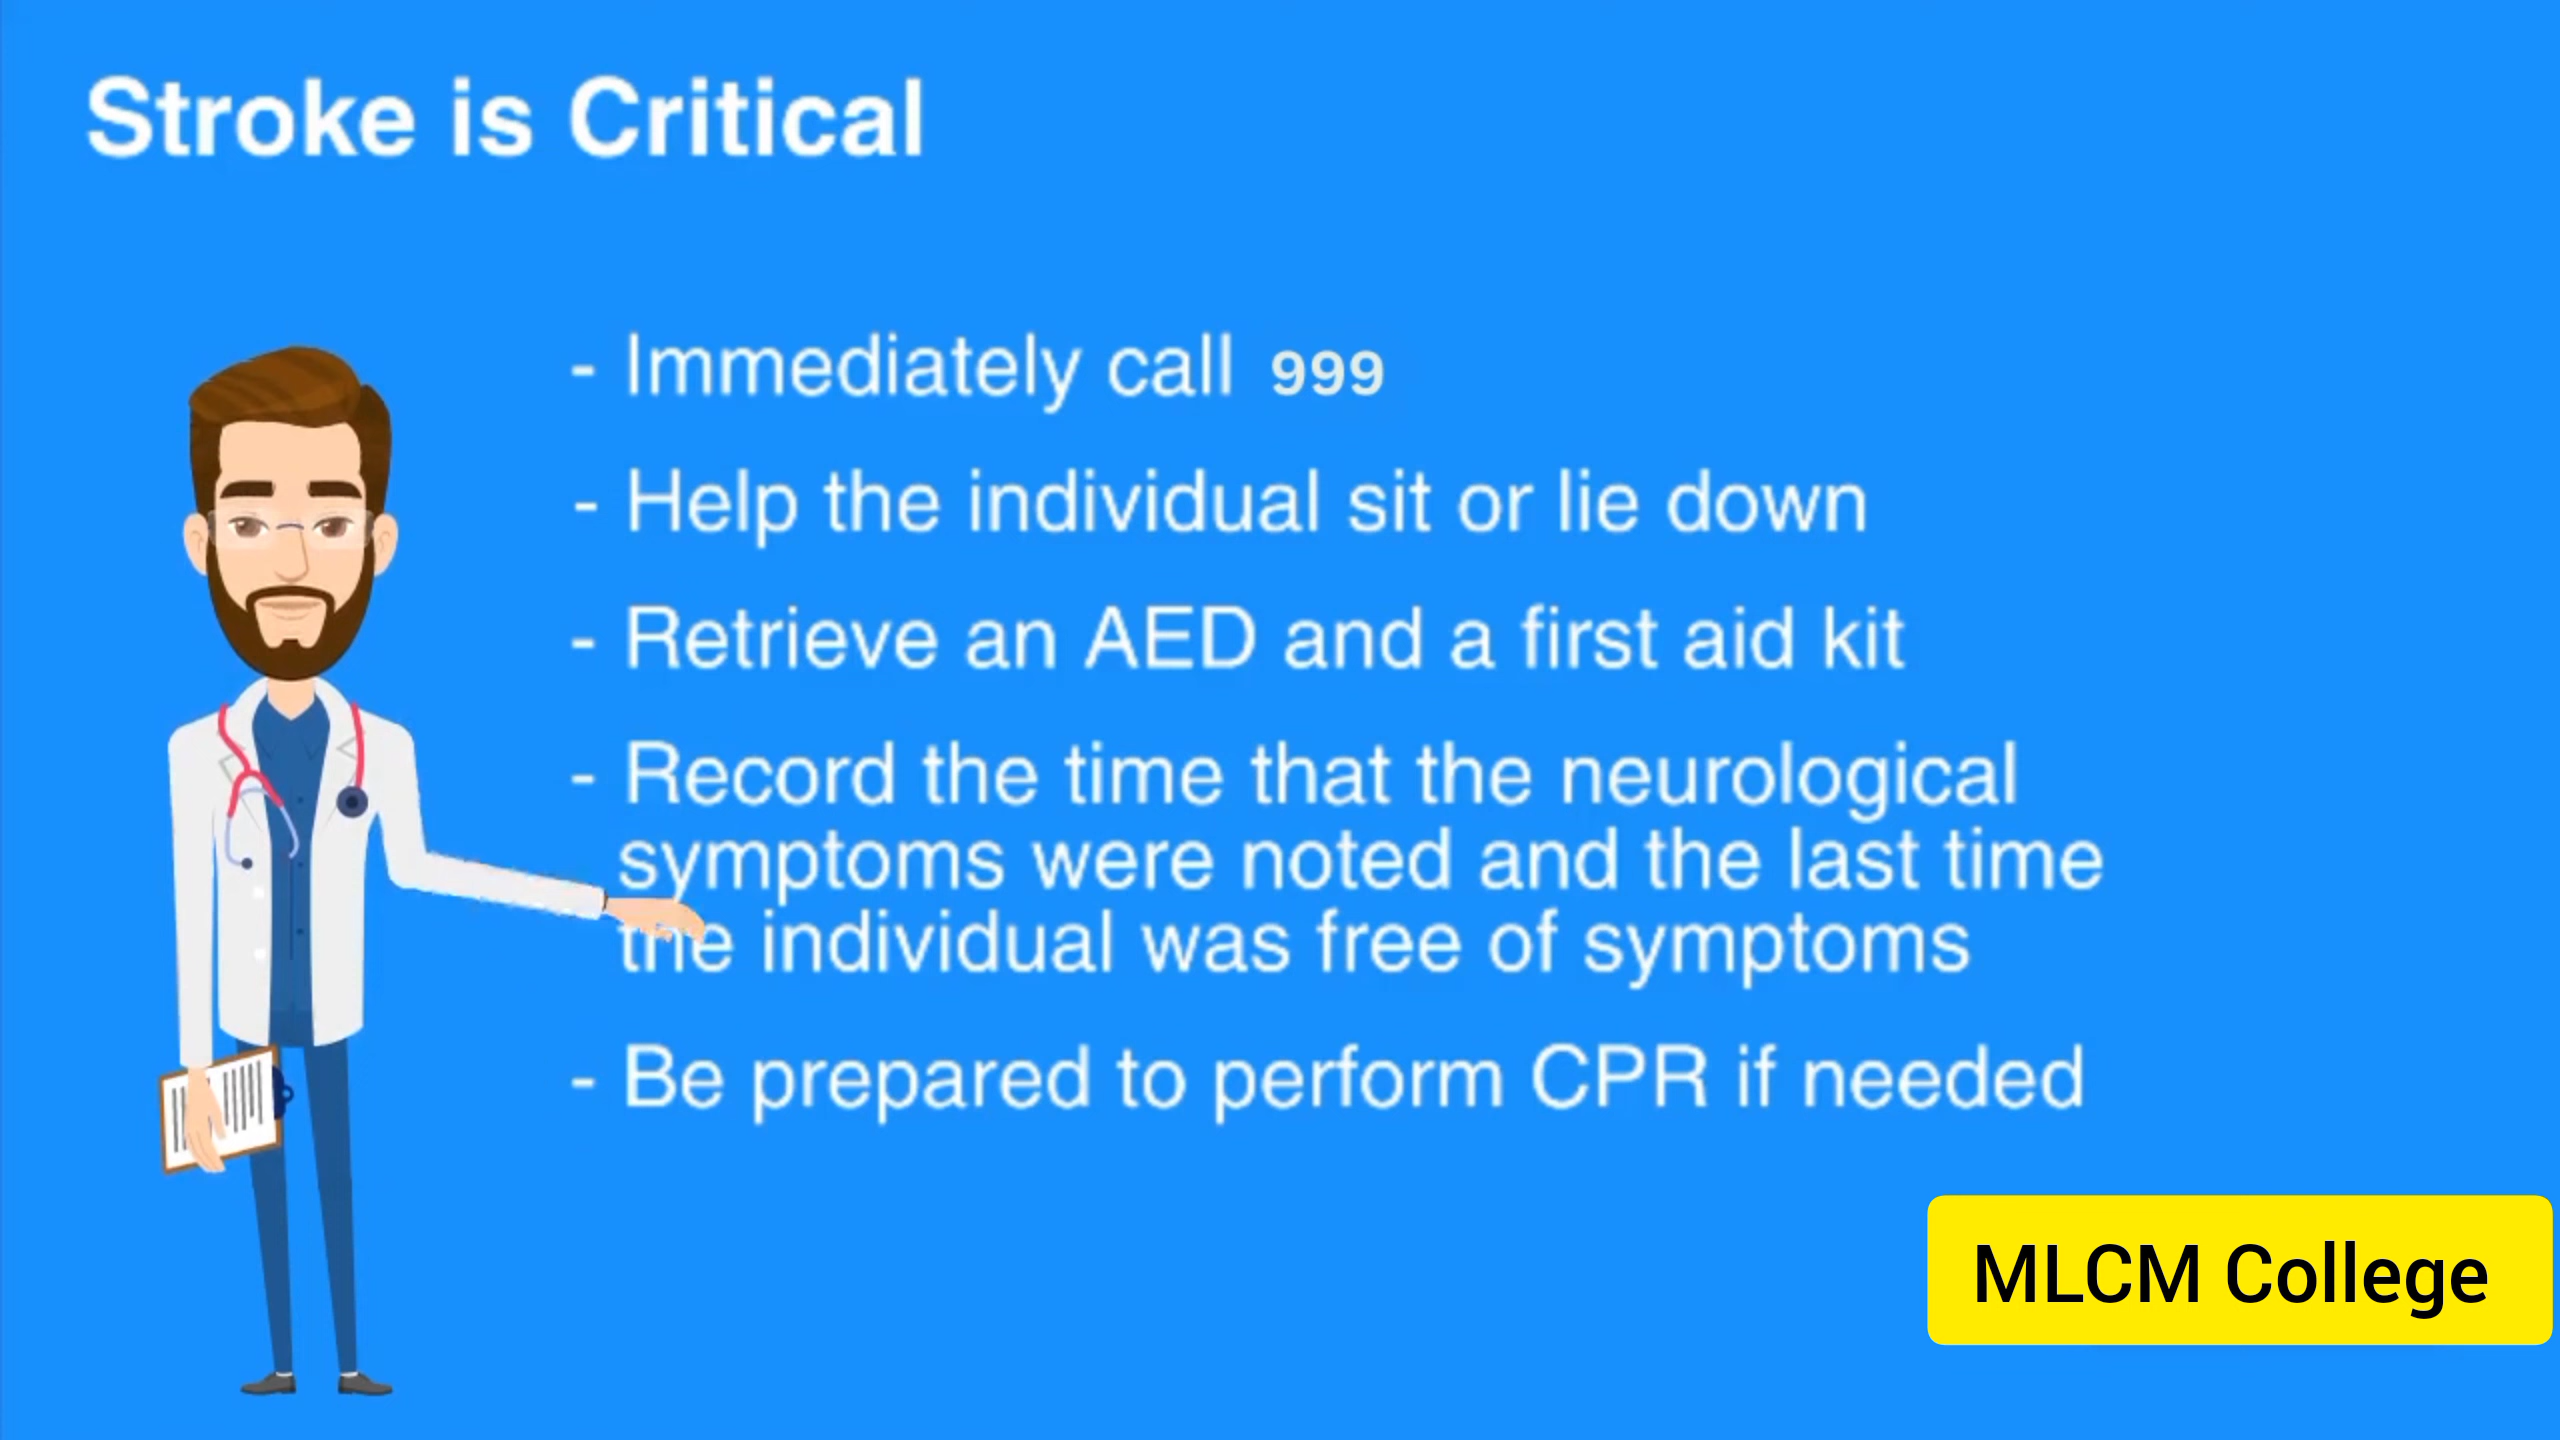 Stroke is Critical
- Immediately call 999
- Help the individual sit or lie down
- Retrieve an AED and a first aid kit
- Record the time that the neurological
symptoms were noted and the last time
the individual was free of symptoms
- Be prepared to perform CPR if needed
MLCM College